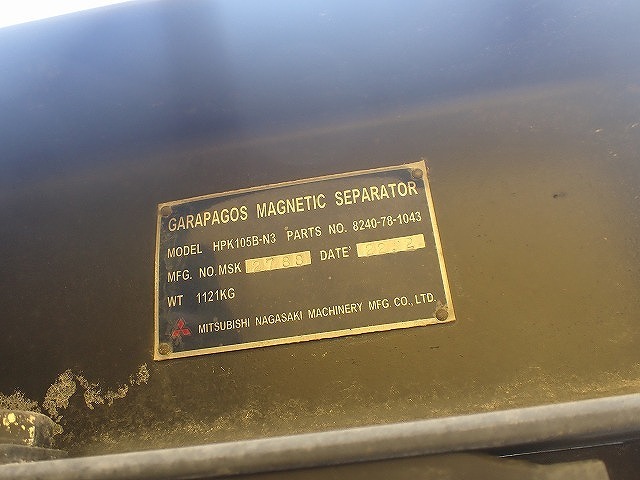 GARAPAGOS MAGNETIC SEPARATOR
MODEL HPK105B-N3 PARTS NO. 8240-78-1043
MFG. NO. MSK 2788 DATE'
WT 1121KG
MITSUBISHI NAGASAKI MACHINERY MFG. CO., LTD.